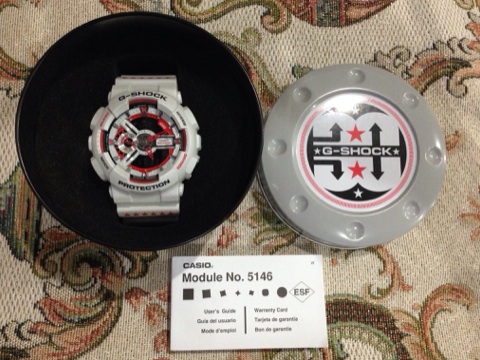 G-SHOCK
PROTECTION
30
★ G-SHOCK ★
CASIO.
Module No. 5146
ESF
User's Guide
Guía del usuario
Mode d'emploi
Warranty Card
Tarjeta de garantía
Bon de garantie